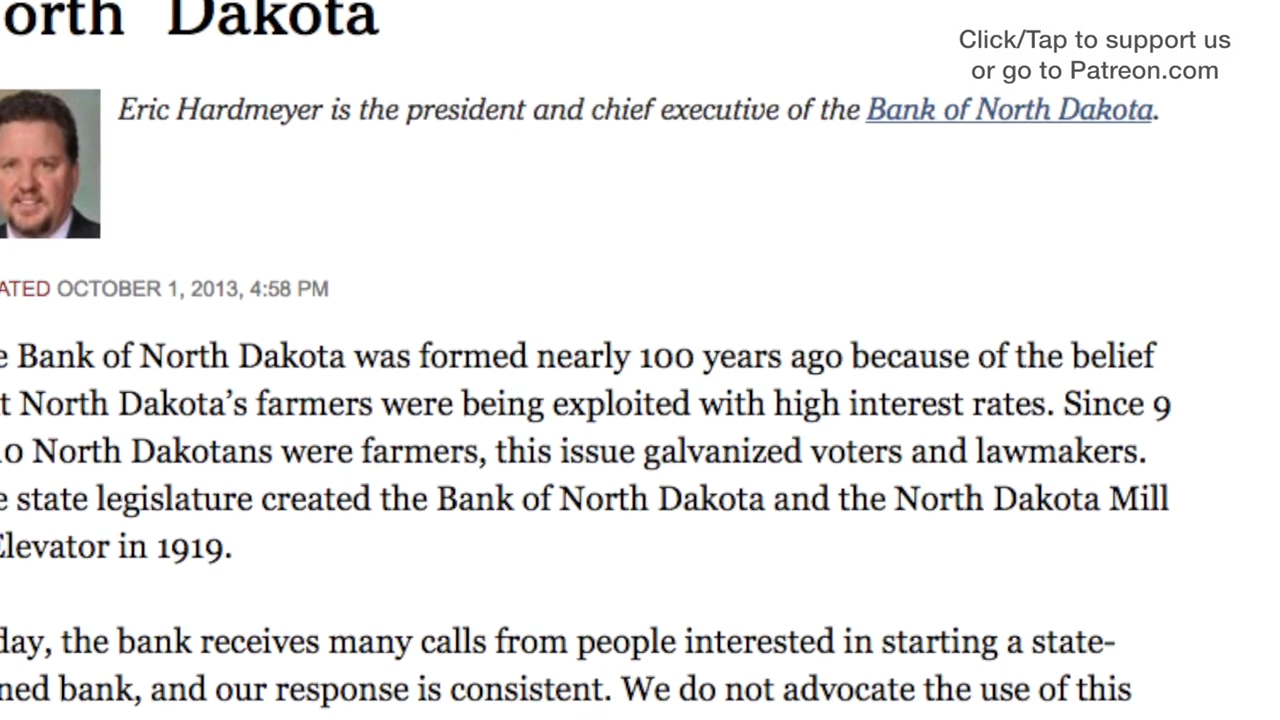 orth Dakota
Click/Tap to support us
or go to Patreon.com
Eric Hardmeyer is the president and chief executive of the Bank of North Dakota.
ATED OCTOBER 1, 2013, 4:58 PM
e Bank of North Dakota was formed nearly 100 years ago because of the belief
t North Dakota’s farmers were being exploited with high interest rates. Since 9
10 North Dakotans were farmers, this issue galvanized voters and lawmakers.
e state legislature created the Bank of North Dakota and the North Dakota Mill
Elevator in 1919.
day, the bank receives many calls from people interested in starting a state-
ned bank, and our response is consistent. We do not advocate the use of this